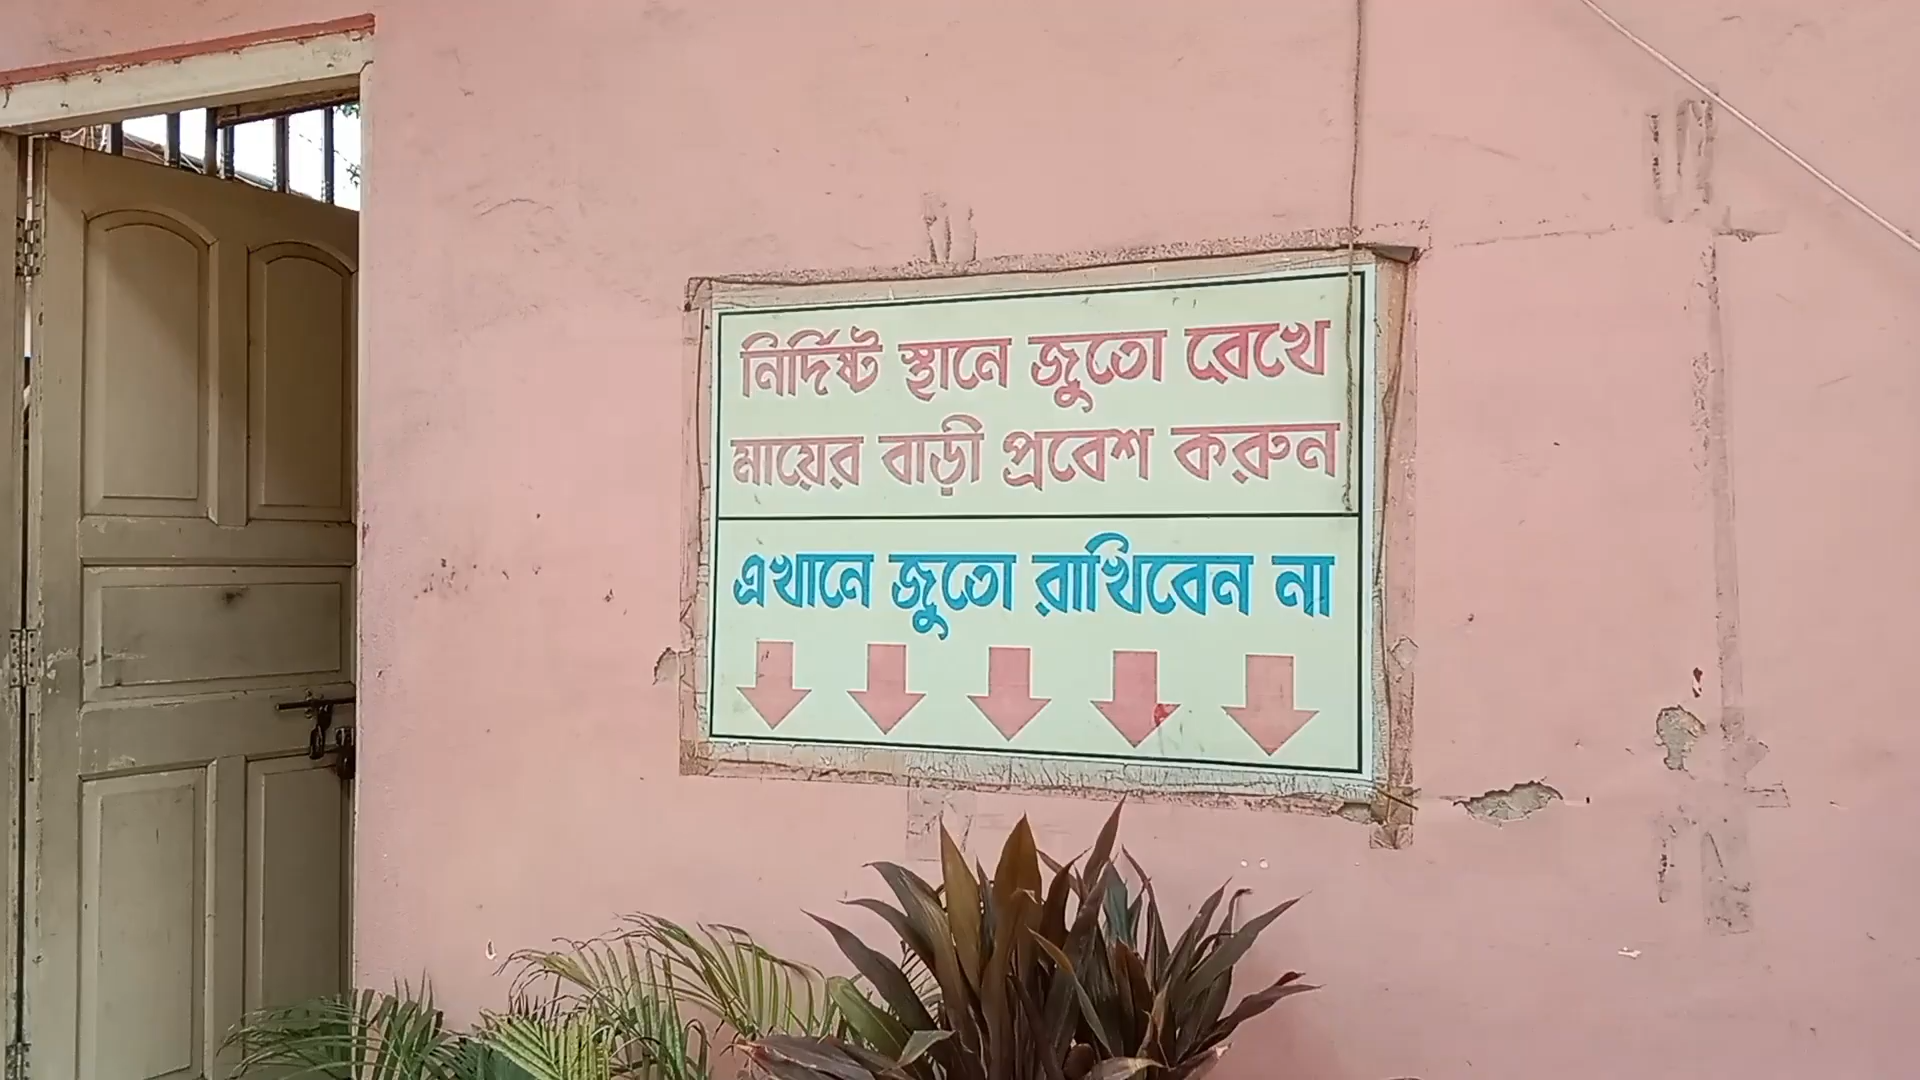 নির্দিষ্ট স্থানে জুতো রেখে
মায়ের বাড়ী প্রবেশ করুন
এখানে জুতো রাখিবেন না